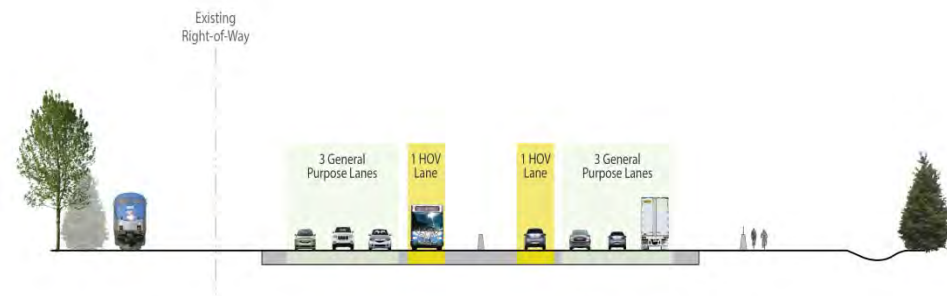 Existing
Right-of-Way
3 General
Purpose Lanes
1 HOV
Lane
1 HOV
Lane
3 General
Purpose Lanes